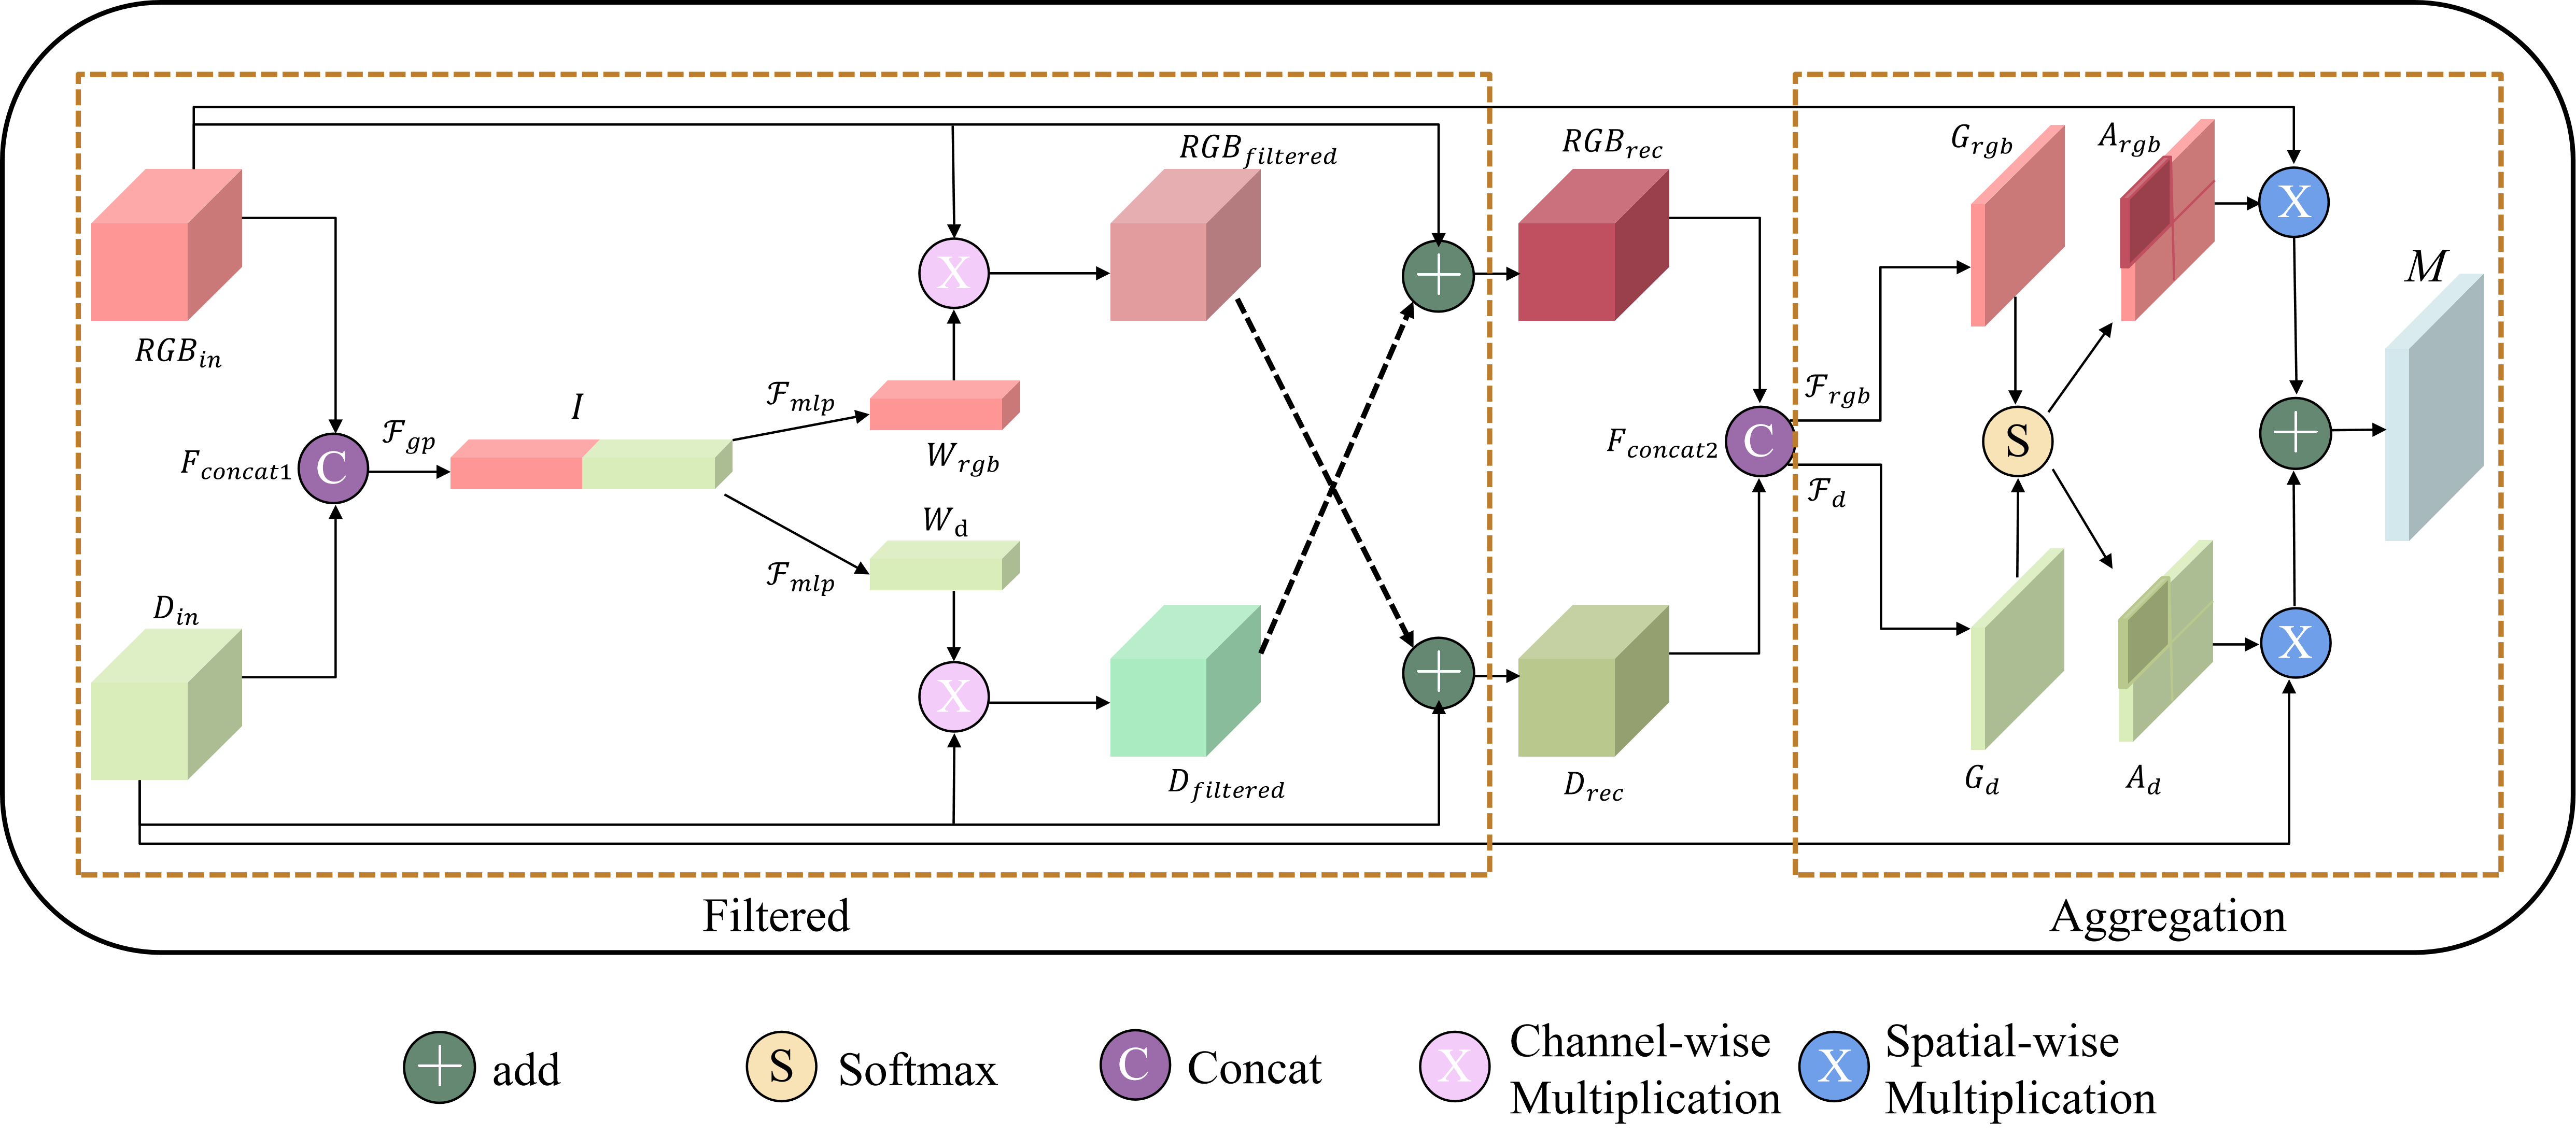 RGB_in
D_in
F_concat1
C
ℱ_gp
I
ℱ_mlp
ℱ_mlp
W_rgb
W_d
X
X
RGB_filtered
D_filtered
+
+
RGB_rec
D_rec
F_concat2
C
ℱ_rgb
ℱ_d
G_rgb
A_rgb
S
G_d
A_d
X
+
X
M
Filtered
Aggregation
+ add
S Softmax
C Concat
X Channel-wise
Multiplication
X Spatial-wise
Multiplication